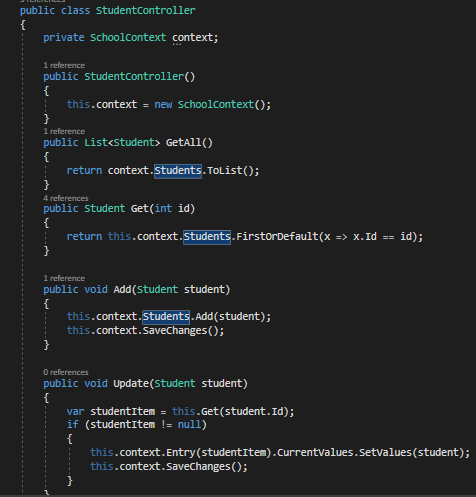 3 references
public class StudentController
{
private SchoolContext context;
1 reference
public StudentController()
{
this.context = new SchoolContext();
}
1 reference
public List<Student> GetAll()
{
return context.Students.ToList();
}
4 references
public Student Get(int id)
{
return this.context.Students.FirstOrDefault(x => x.Id == id);
}
1 reference
public void Add(Student student)
{
this.context.Students.Add(student);
this.context.SaveChanges();
}
0 references
public void Update(Student student)
{
var studentItem = this.Get(student.Id);
if (studentItem != null)
{
this.context.Entry(studentItem).CurrentValues.SetValues(student);
this.context.SaveChanges();
}
}